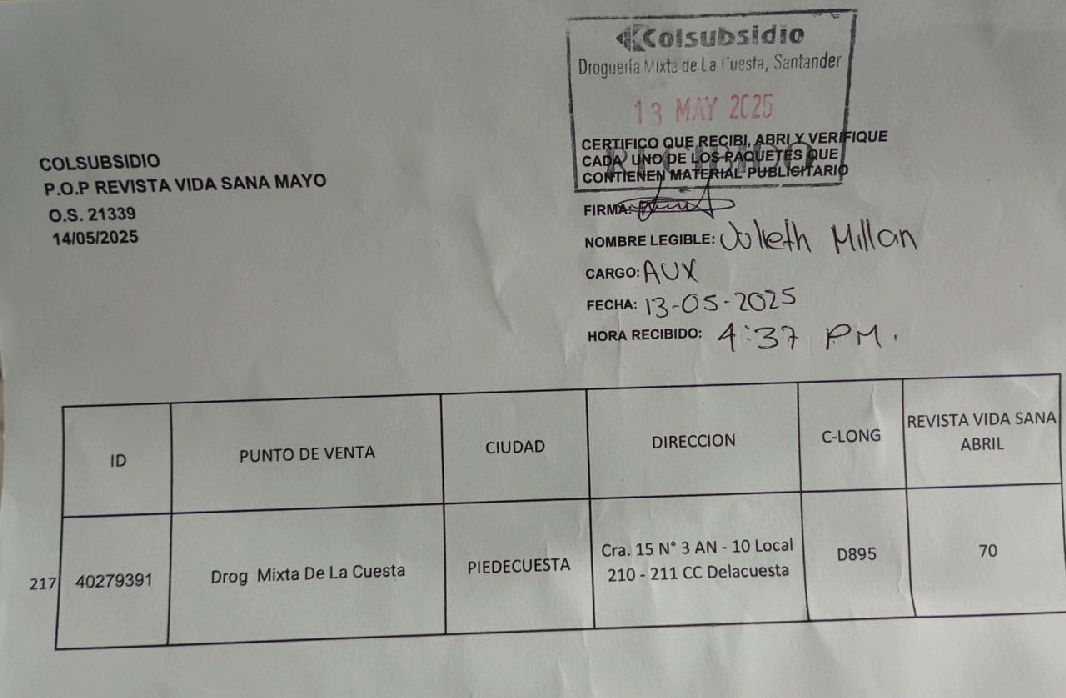 Colsubsidio
Droguería Mixta de La Cuesta, Santander
13 MAY 2025
RECIBIDO
CERTIFICO QUE RECIBI, ABRI Y VERIFIQUE
CADA UNO DE LOS PAQUETES QUE
CONTIENEN MATERIAL PUBLICITARIO
COLSUBSIDIO
P.O.P REVISTA VIDA SANA MAYO
O.S. 21339
14/05/2025
FIRMA:
NOMBRE LEGIBLE: Julieth Millan
CARGO: AUX
FECHA: 13-05-2025
HORA RECIBIDO: 4:37 PM.
ID PUNTO DE VENTA CIUDAD DIRECCION C-LONG REVISTA VIDA SANA
ABRIL
217 40279391 Drog Mixta De La Cuesta PIEDECUESTA Cra. 15 N° 3 AN - 10 Local D895 70
210 - 211 CC Delacuesta